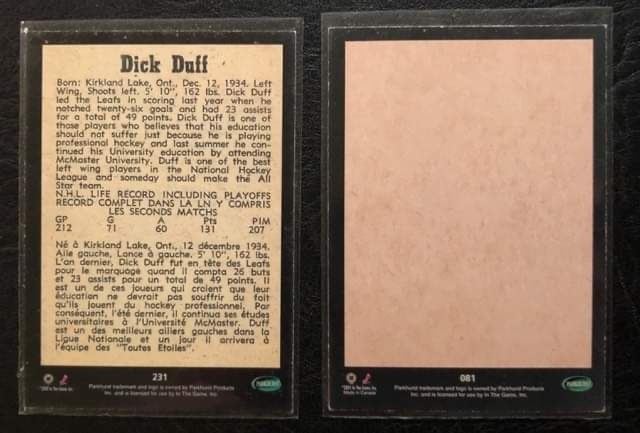 Dick Duff
Born: Kirkland Lake, Ont., Dec. 12, 1934. Left
Wing, Shoots left. 5' 10", 162 lbs. Dick Duff
led the Leafs in scoring last year when he
notched twenty-six goals and had 23 assists
for a total of 49 points. Dick Duff is one of
those players who believes that his education
should not suffer just because he is playing
professional hockey and last summer he con-
tinued his University education by attending
McMaster University. Duff is one of the best
left wing players in the National Hockey
League and someday should make the All
Star team.
N.H.L. LIFE RECORD INCLUDING PLAYOFFS
RECORD COMPLET DANS LA LN Y COMPRIS
LES SECONDS MATCHS
GP G A Pts PIM
212 71 60 131 207
Né à Kirkland Lake, Ont., 12 décembre 1934.
Aile gauche, Lance à gauche. 5' 10", 162 lbs.
L'an dernier, Dick Duff fut en tête des Leafs
pour le marquage quand il compta 26 buts
et 23 assists pour un total de 49 points. Il
est un de ces joueurs qui croient que leur
éducation ne devrait pas souffrir du fait
qu'ils jouent du hockey professionnel. Par
conséquent, l'été dernier, il continua ses études
universitaires à l'Université McMaster. Duff
est un des meilleurs ailiers gauches dans la
Ligue Nationale et un jour il arrivera à
l'équipe des "Toutes Etoiles".
231
Parkhurst trademark and logo is owned by Parkhurst Products
Inc. and is licensed for use by In The Game, Inc.
081
Made in Canada
Parkhurst trademark and logo is owned by Parkhurst Products
Inc. and is licensed for use by In The Game, Inc.